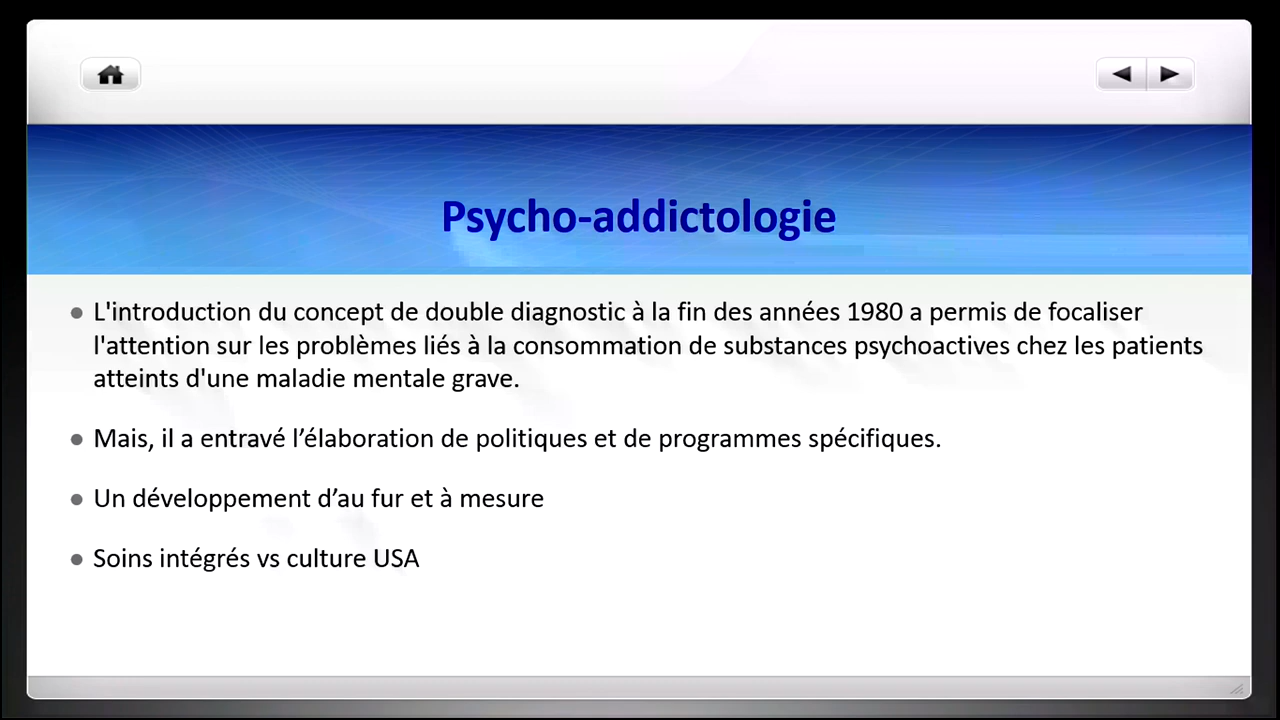 Psycho-addictologie
● L'introduction du concept de double diagnostic à la fin des années 1980 a permis de focaliser
l'attention sur les problèmes liés à la consommation de substances psychoactives chez les patients
atteints d'une maladie mentale grave.
● Mais, il a entravé l’élaboration de politiques et de programmes spécifiques.
● Un développement d’au fur et à mesure
● Soins intégrés vs culture USA